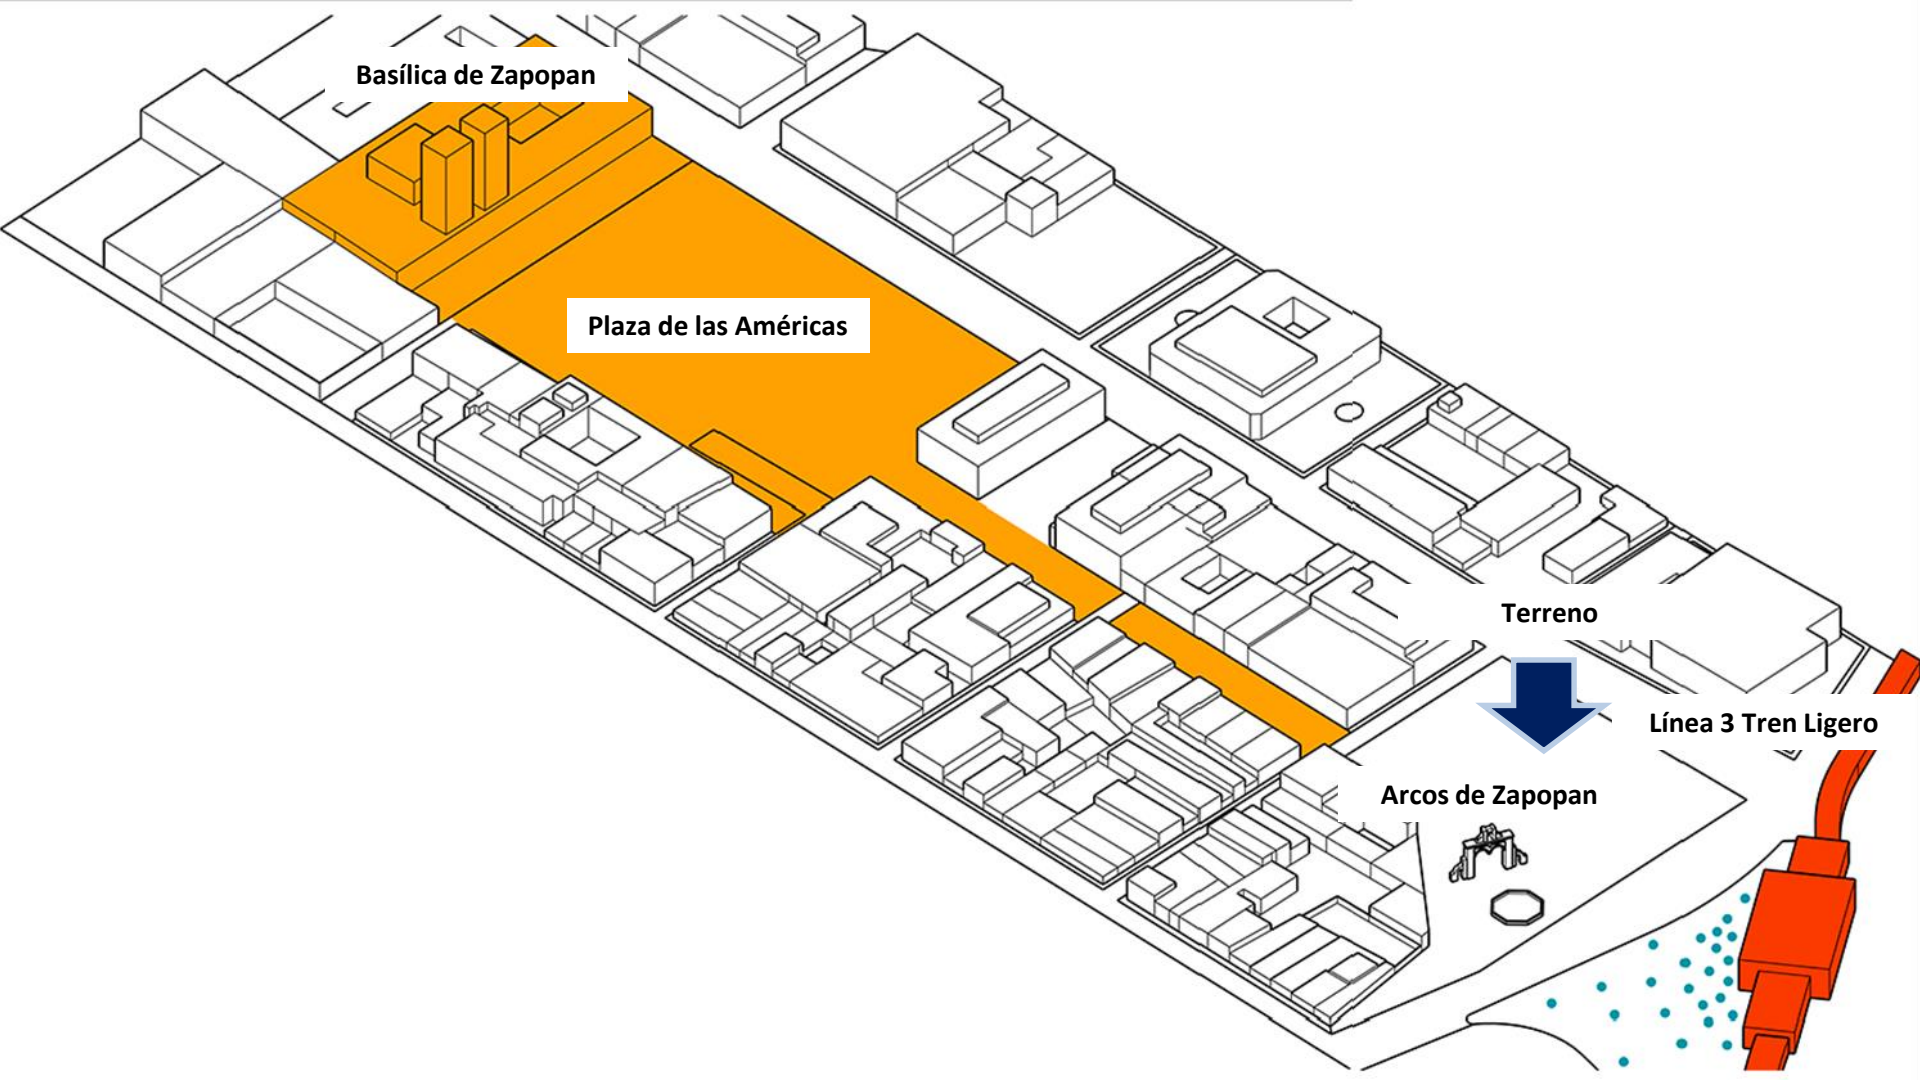 Basílica de Zapopan
Plaza de las Américas
Terreno
Línea 3 Tren Ligero
Arcos de Zapopan